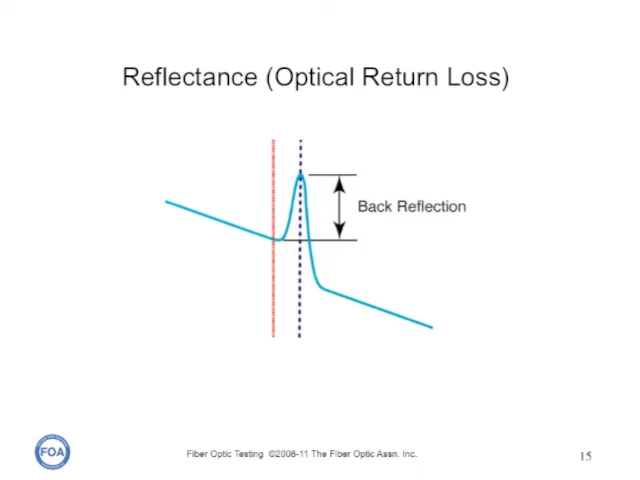 Reflectance (Optical Return Loss)
Back Reflection
FOA
Fiber Optic Testing ©2008-11 The Fiber Optic Assn. Inc.
15